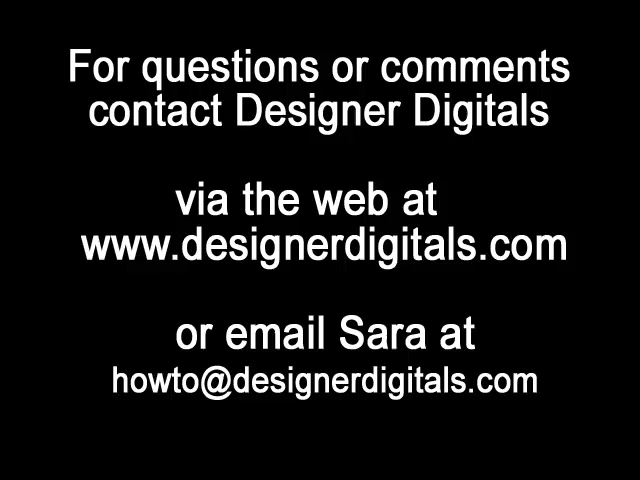 For questions or comments
contact Designer Digitals
via the web at
www.designerdigitals.com
or email Sara at
howto@designerdigitals.com